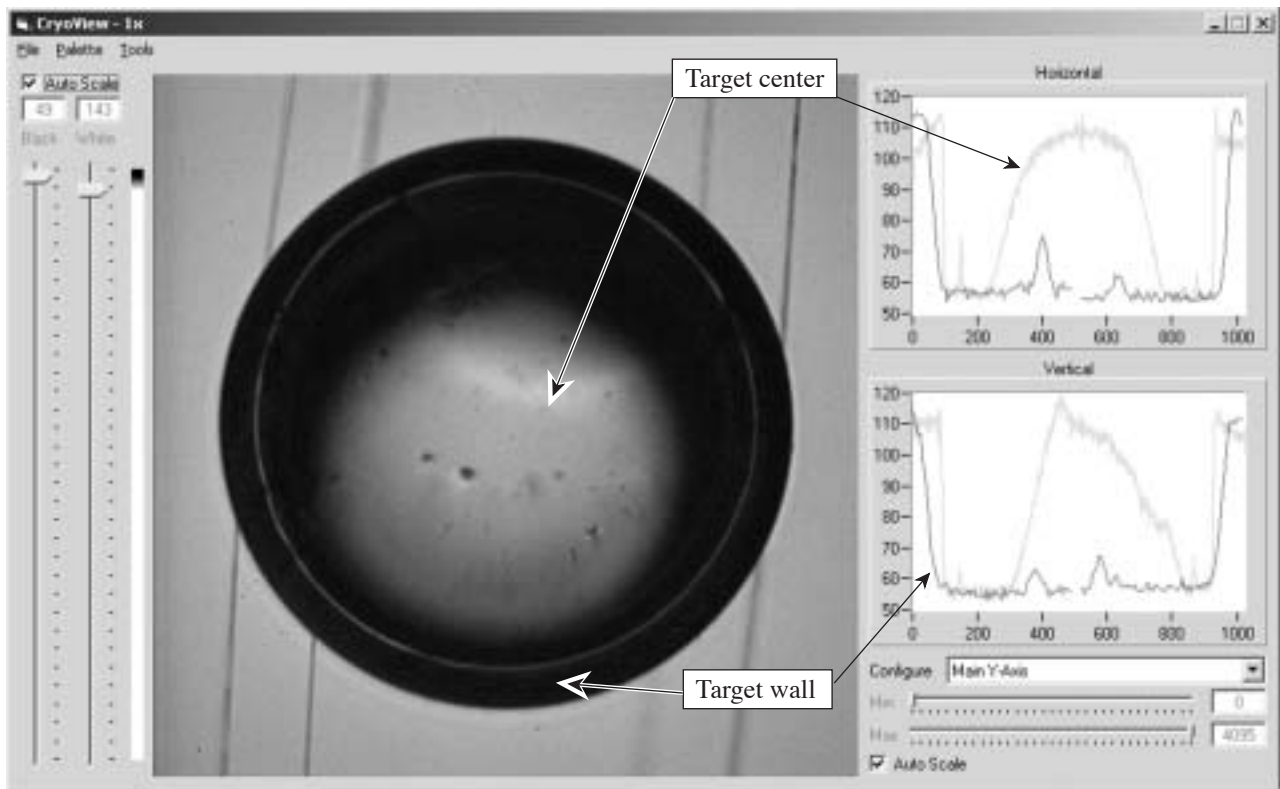 CryoView - 1x
File Palette Tools
Auto Scale
49 143
Black White
Target center
Horizontal
120
110
100
90
80
70
60
50
0 200 400 600 800 1000
Vertical
120
110
100
90
80
70
60
50
0 200 400 600 800 1000
Target wall
Configure Main Y-Axis
Min 0
Max 4095
Auto Scale